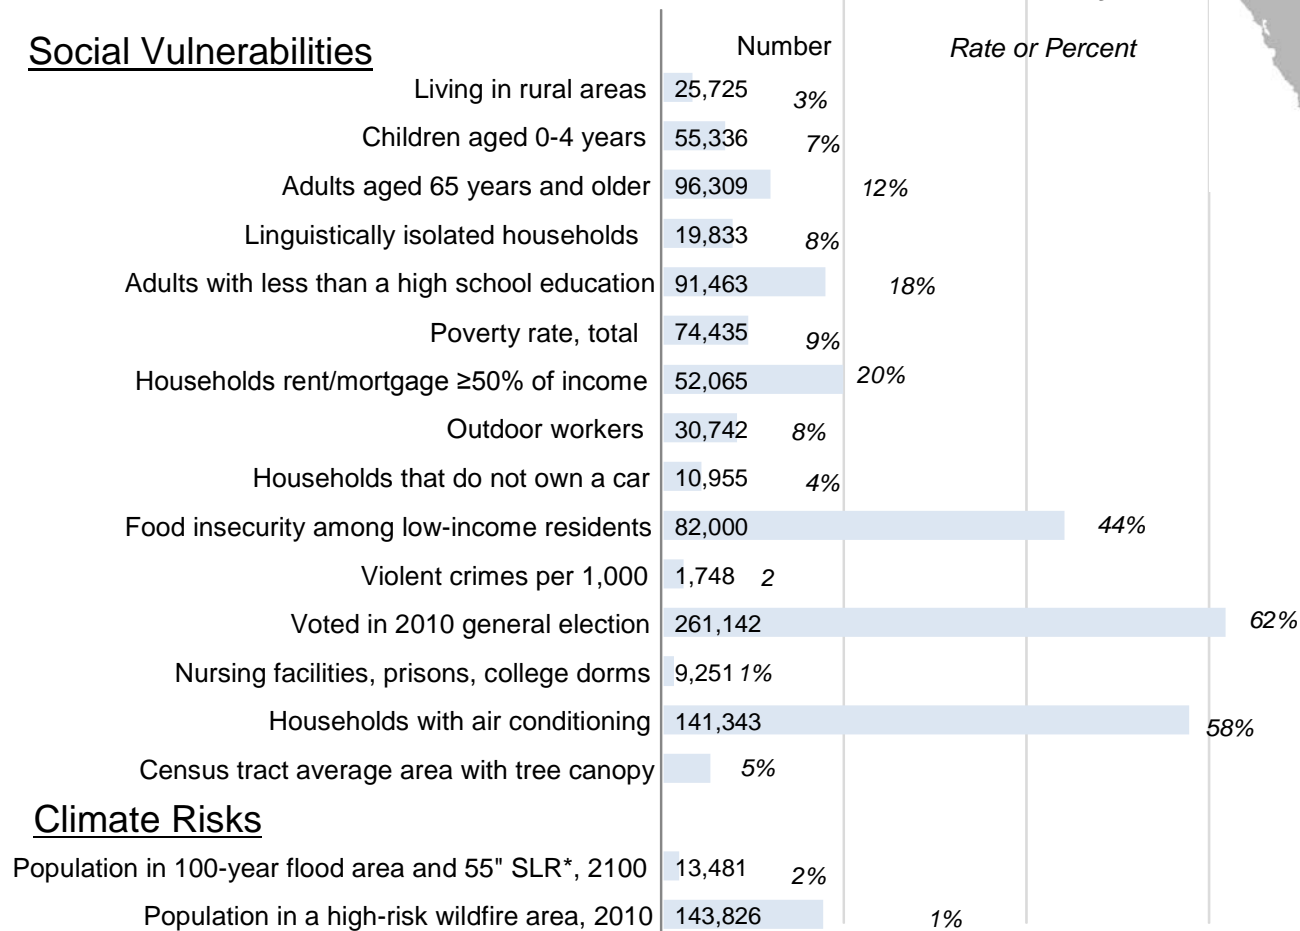 Social Vulnerabilities Number Rate or Percent
Living in rural areas 25,725 3%
Children aged 0-4 years 55,336 7%
Adults aged 65 years and older 96,309 12%
Linguistically isolated households 19,833 8%
Adults with less than a high school education 91,463 18%
Poverty rate, total 74,435 9%
Households rent/mortgage ≥50% of income 52,065 20%
Outdoor workers 30,742 8%
Households that do not own a car 10,955 4%
Food insecurity among low-income residents 82,000 44%
Violent crimes per 1,000 1,748 2
Voted in 2010 general election 261,142 62%
Nursing facilities, prisons, college dorms 9,251 1%
Households with air conditioning 141,343 58%
Census tract average area with tree canopy 5%
Climate Risks
Population in 100-year flood area and 55" SLR*, 2100 13,481 2%
Population in a high-risk wildfire area, 2010 143,826 1%